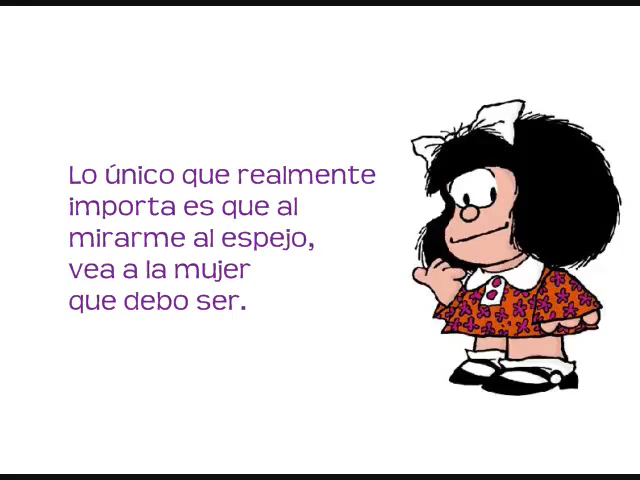 Lo único que realmente
importa es que al
mirarme al espejo,
vea a la mujer
que debo ser.